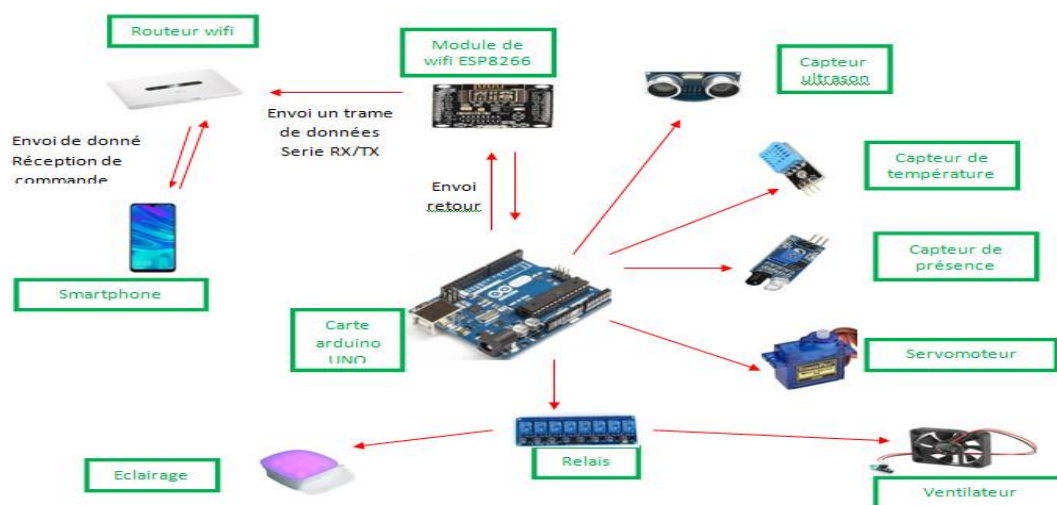 Routeur wifi
Module de
wifi ESP8266
Capteur
ultrason
Envoi un trame
de données
Serie RX/TX
Envoi de donné
Réception de
commande
Capteur de
température
Envoi
retour
Capteur de
présence
Smartphone
Carte
arduino
UNO
Servomoteur
Eclairage
Relais
Ventilateur